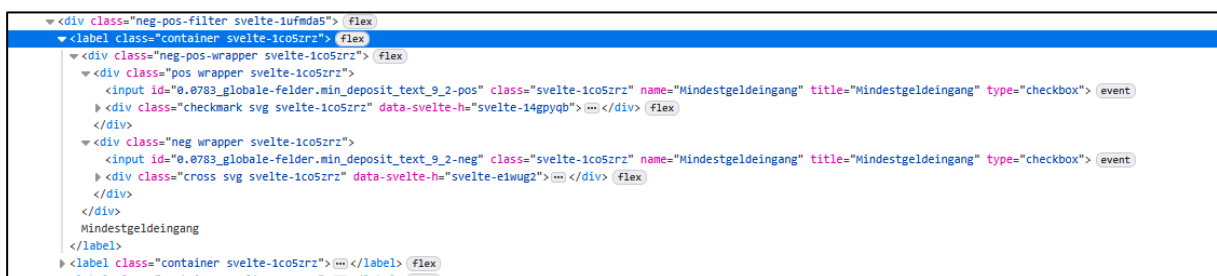 <div class="neg-pos-filter svelte-1ufmda5"> flex
<label class="container svelte-1co5zrz"> flex
<div class="neg-pos-wrapper svelte-1co5zrz"> flex
<div class="pos wrapper svelte-1co5zrz">
<input id="0.0783_globale-felder.min_deposit_text_9_2-pos" class="svelte-1co5zrz" name="Mindestgeldeingang" title="Mindestgeldeingang" type="checkbox"> event
<div class="checkmark svg svelte-1co5zrz" data-svelte-h="svelte-14gpyqb"> ⋯ </div> flex
</div>
<div class="neg wrapper svelte-1co5zrz">
<input id="0.0783_globale-felder.min_deposit_text_9_2-neg" class="svelte-1co5zrz" name="Mindestgeldeingang" title="Mindestgeldeingang" type="checkbox"> event
<div class="cross svg svelte-1co5zrz" data-svelte-h="svelte-e1wug2"> ⋯ </div> flex
</div>
</div>
Mindestgeldeingang
</label>
<label class="container svelte-1co5zrz"> ⋯ </label> flex